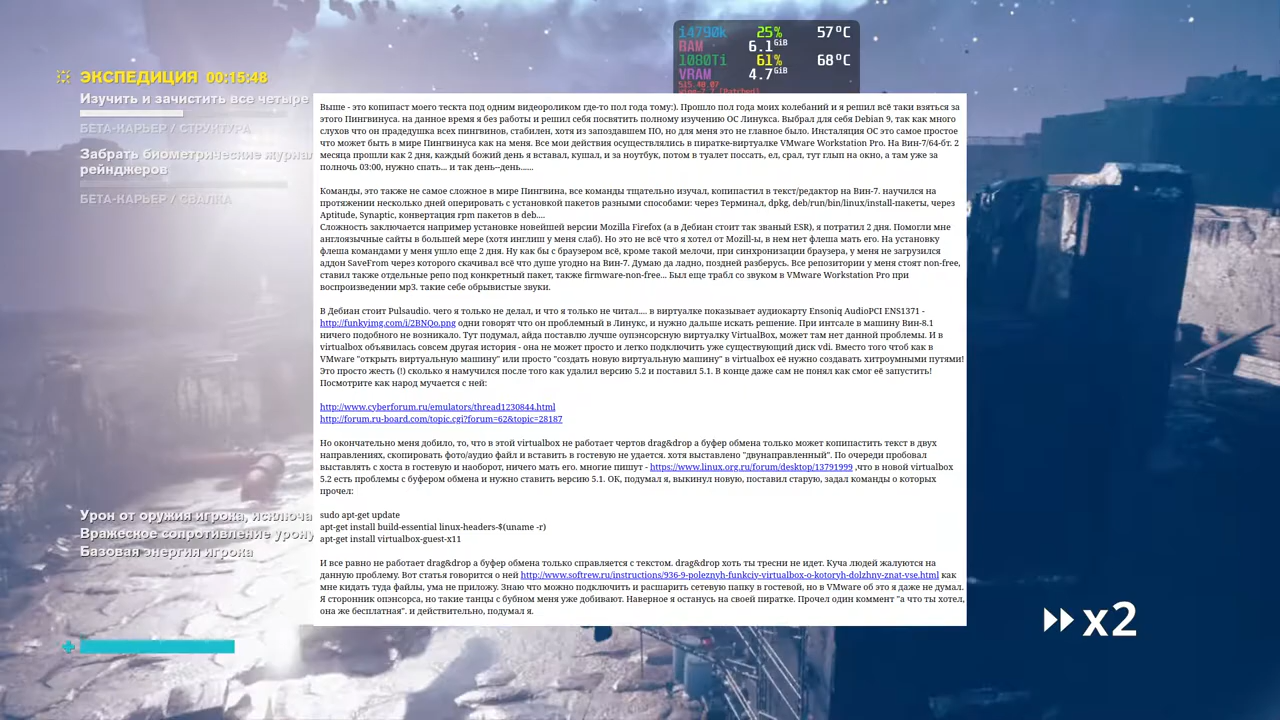 i4790k 25% 57°C
RAM 6.1GiB
1080Ti 61% 68°C
VRAM 4.7GiB
515.48.07
ЭКСПЕДИЦИЯ 00:15:48
Изучить и зачистить все четыре
БЕТА-КАРЬЕР / СТРУКТУРА
Забрать биометрические журнал
рейнджеров
БЕТА-КАРЬЕР / СВАЛКА
Выше - это копипаст моего тескта под одним видеороликом где-то пол года тому:). Прошло пол года моих колебаний и я решил всё таки взяться за
этого Пингвинуса. на данное время я без работы и решил себя посвятить полному изучению ОС Линукса. Выбрал для себя Debian 9, так как много
слухов что он прадедушка всех пингвинов, стабилен, хотя из запоздавшем ПО, но для меня это не главное было. Инсталяция ОС это самое простое
что может быть в мире Пингвинуса как на меня. Все мои действия осуществлялись в пиратке-виртуалке VMware Workstation Pro. На Вин-7/64-бт. 2
месяца прошли как 2 дня, каждый божий день я вставал, купал, и за ноутбук, потом в туалет поссать, ел, срал, тут глып на окно, а там уже за
полночь 03:00, нужно спать... и так день--день......
Команды, это также не самое сложное в мире Пингвина, все команды тщательно изучал, копипастил в текст/редактор на Вин-7. научился на
протяжении несколько дней оперировать с установкой пакетов разными способами: через Терминал, dpkg, deb/run/bin/linux/install-пакеты, через
Aptitude, Synaptic, конвертация rpm пакетов в deb....
Сложность заключается например установке новейшей версии Mozilla Firefox (а в Дебиан стоит так званый ESR), я потратил 2 дня. Помогли мне
англоязычные сайты в большей мере (хотя инглиш у меня слаб). Но это не всё что я хотел от Mozill-ы, в нем нет флеша мать его. На установку
флеша командами у меня ушло еще 2 дня. Ну как бы с браузером всё, кроме такой мелочи, при синхронизации браузера, у меня не загрузился
аддон SaveFrom через которого скачивал всё что душе угодно на Вин-7. Думаю да ладно, поздней разберусь. Все репозитории у меня стоят non-free,
ставил также отдельные репо под конкретный пакет, также firmware-non-free... Был еще трабл со звуком в VMware Workstation Pro при
воспроизведении мр3. такие себе обрывистые звуки.
В Дебиан стоит Pulsaudio. чего я только не делал, и что я только не читал.... в виртуалке показывает аудиокарту Ensoniq AudioPCI ENS1371 -
http://funkyimg.com/i/2BNQo.png одни говорят что он проблемный в Линукс, и нужно дальше искать решение. При интсале в машину Вин-8.1
ничего подобного не возникало. Тут подумал, айда поставлю лучше опуэнсорсную виртуалку VirtualBox, может там нет данной проблемы. И в
virtualbox объявилась совсем другая история - она не может просто и легко подключить уже существующий диск vdi. Вместо того чтоб как в
VMware "открыть виртуальную машину" или просто "создать новую виртуальную машину" в virtualbox её нужно создавать хитроумными путями!
Это просто жесть (!) сколько я намучился после того как удалил версию 5.2 и поставил 5.1. В конце даже сам не понял как смог её запустить!
Посмотрите как народ мучается с ней:
http://www.cyberforum.ru/emulators/thread1230844.html
http://forum.ru-board.com/topic.cgi?forum=62&topic=28187
Но окончательно меня добило, то, что в этой virtualbox не работает чертов drag&drop а буфер обмена только может копипастить текст в двух
направлениях, скопировать фото/аудио файл и вставить в гостевую не удается. хотя выставлено "двунаправленный". По очереди пробовал
выставлять с хоста в гостевую и наоборот, ничего мать его. многие пишут - https://www.linux.org.ru/forum/desktop/13791999 ,что в новой virtualbox
5.2 есть проблемы с буфером обмена и нужно ставить версию 5.1. ОК, подумал я, выкинул новую, поставил старую, задал команды о которых
прочел:
sudo apt-get update
apt-get install build-essential linux-headers-$(uname -r)
apt-get install virtualbox-guest-x11
И все равно не работает drag&drop а буфер обмена только справляется с текстом. drag&drop хоть ты тресни не идет. Куча людей жалуются на
данную проблему. Вот статья говорится о ней http://www.softrew.ru/instructions/936-9-poleznyh-funkciy-virtualbox-o-kotoryh-dolzhny-znat-vse.html как
мне кидать туда файлы, ума не приложу. Знаю что можно подключить и расшарить сетевую папку в гостевой, но в VMware об это я даже не думал.
Я сторонник опэнсорса, но такие танцы с бубном меня уже добивают. Наверное я останусь на своей пиратке. Прочел один коммент "а что ты хотел,
она же бесплатная". и действительно, подумал я.
Урон от оружия игрока, исключа
Вражеское сопротивление урону
Базовая энергия игрока
x2